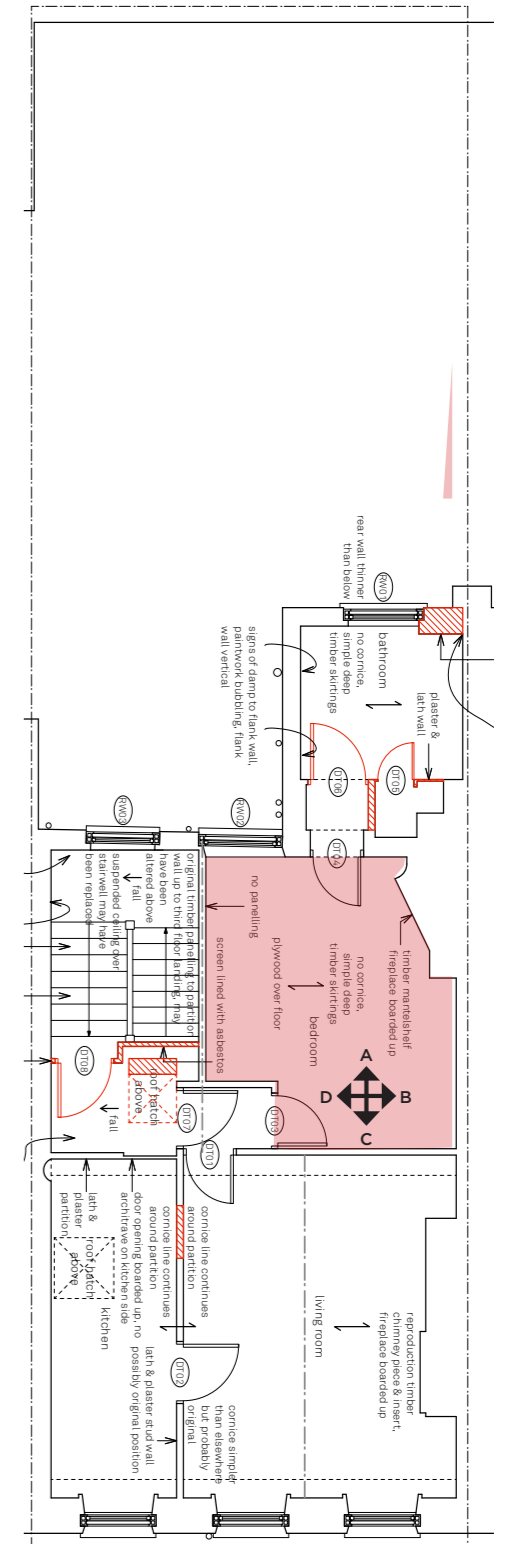 rear wall thinner
than below
RW01
signs of damp to flank wall,
paintwork bubbling, flank
wall vertical
bathroom
no cornice,
simple deep
timber skirtings
plaster &
lath wall
DT06
DT05
DT04
RW03
RW02
suspended ceiling over
stairwell may have
been replaced
fall
original timber panelling to partition
wall up to third floor landing, may
have been
altered above
no panelling
screen lined with asbestos
plywood over floor
no cornice,
simple deep
timber skirtings
bedroom
timber mantelshelf
fireplace boarded up
A
B
C
D
DT08
fall
roof hatch
above
DT07
DT01
DT03
lath &
plaster
partition
roof hatch
above
kitchen
door opening boarded up, no
architrave on kitchen side
cornice line continues
around partition
cornice line continues
around partition
DT02
lath & plaster stud wall
possibly original position
cornice simpler
than elsewhere
but probably
original
living room
reproduction timber
chimney piece & insert,
fireplace boarded up